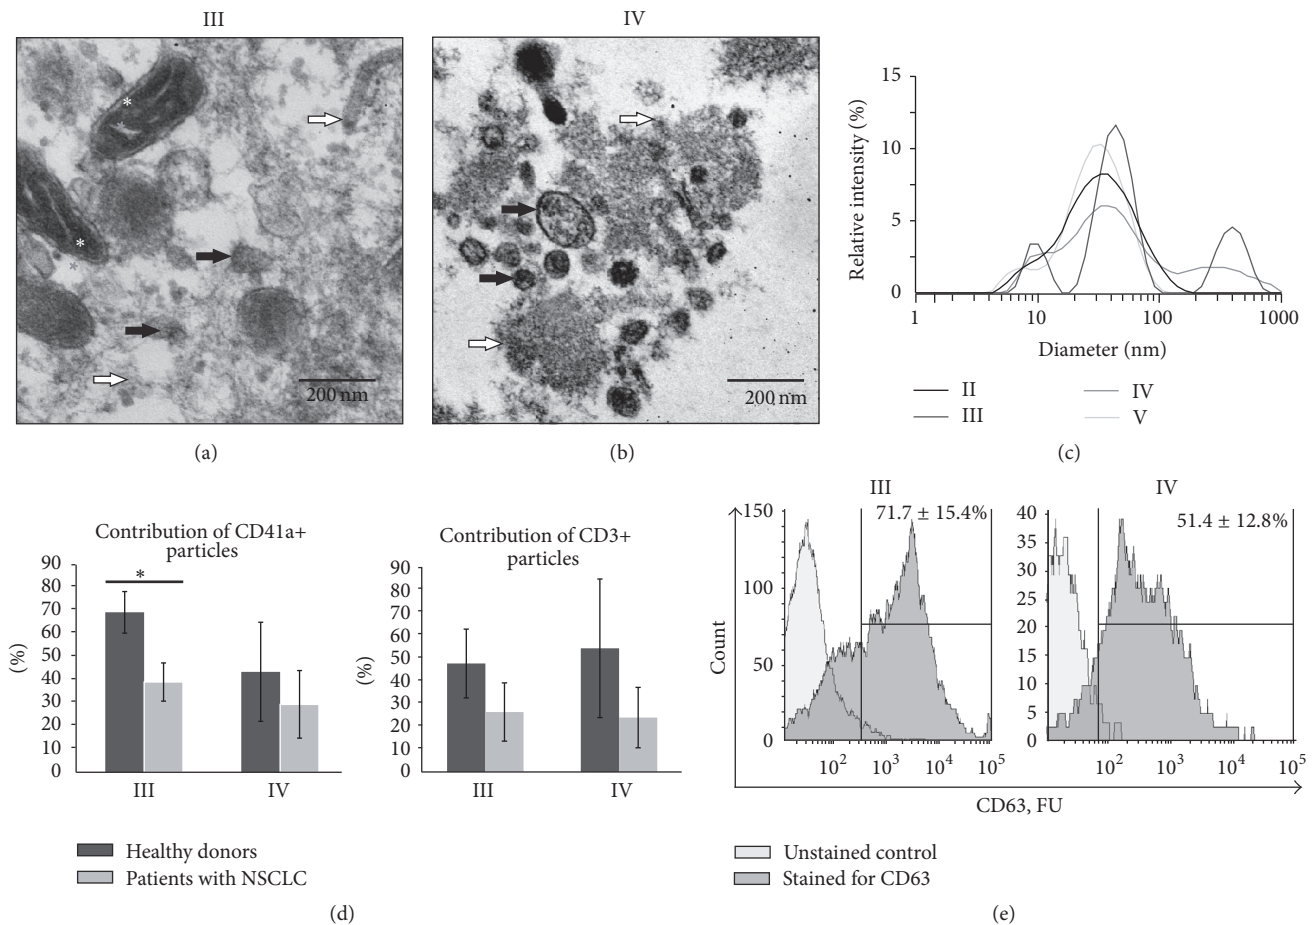 III
IV
*
*
*
*
200 nm
200 nm
(a)
(b)
15
10
5
0
Relative intensity (%)
1
10
100
1000
Diameter (nm)
II
III
IV
V
(c)
Contribution of CD41a+
particles
90
80
70
60
50
40
30
20
10
0
(%)
*
III
IV
Contribution of CD3+
particles
90
80
70
60
50
40
30
20
10
0
(%)
III
IV
Healthy donors
Patients with NSCLC
(d)
III
71.7 ± 15.4%
150
100
50
0
Count
10²
10³
10⁴
10⁵
IV
51.4 ± 12.8%
40
35
30
25
20
15
10
5
0
10²
10³
10⁴
10⁵
CD63, FU
Unstained control
Stained for CD63
(e)